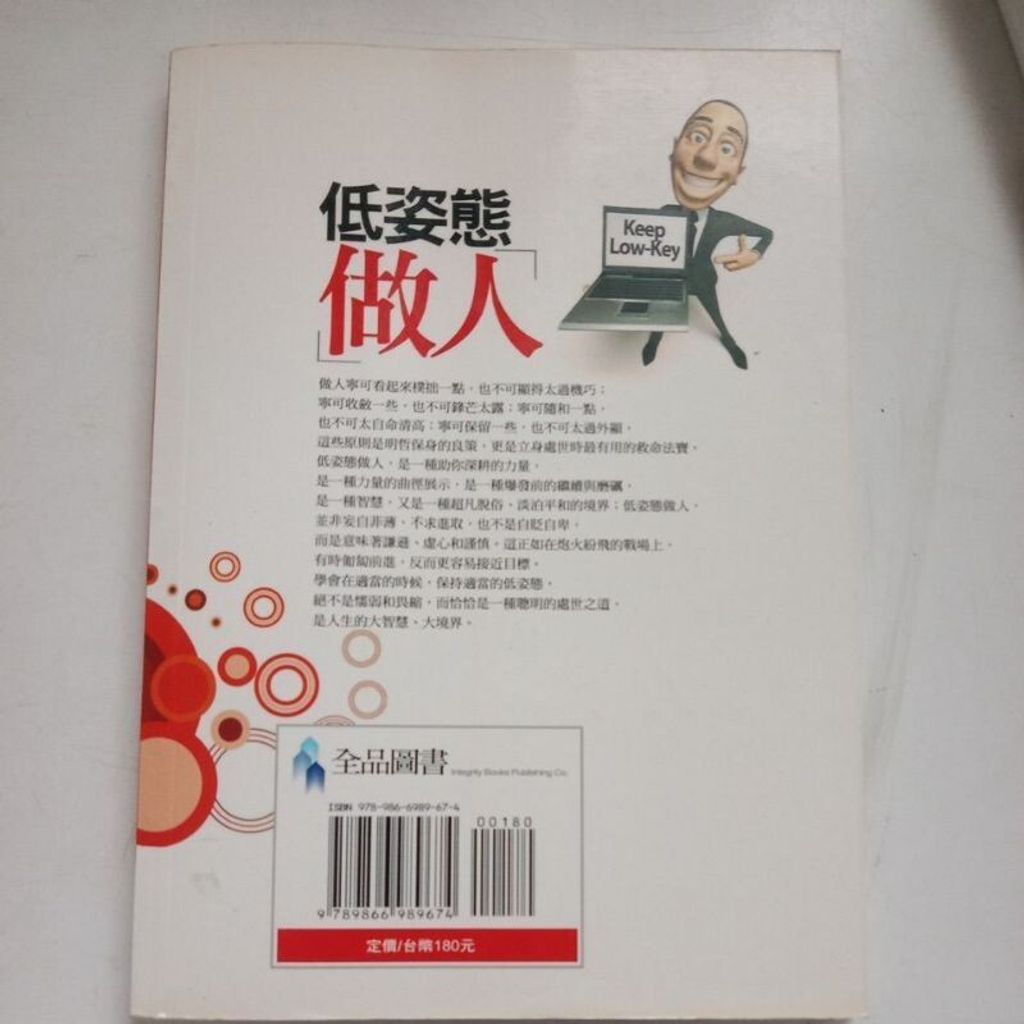 低姿態
「做人」
Keep
Low-Key
做人寧可看起來樸拙一點，也不可顯得太過機巧；
寧可收斂一些，也不可鋒芒太露；寧可隨和一點，
也不可太自命清高；寧可保留一些，也不可太過外顯。
這些原則是明哲保身的良策，更是立身處世時最有用的救命法寶。
低姿態做人，是一種助你深耕的力量，
是一種力量的曲徑展示，是一種爆發前的繼續與磨礪，
是一種智慧，又是一種超凡脫俗、淡泊平和的境界；低姿態做人，
並非妄自菲薄、不求進取，也不是自貶自卑，
而是意味著謙遜、虛心和謹慎。這正如在炮火紛飛的戰場上，
有時匍匐前進，反而更容易接近目標。
學會在適當的時候，保持適當的低姿態，
絕不是懦弱和畏縮，而恰恰是一種聰明的處世之道，
是人生的大智慧、大境界。
全品圖書 Integrity Books Publishing Co.
ISBN 978-986-6989-67-4
00180
9 789866 989674
定價/台幣180元